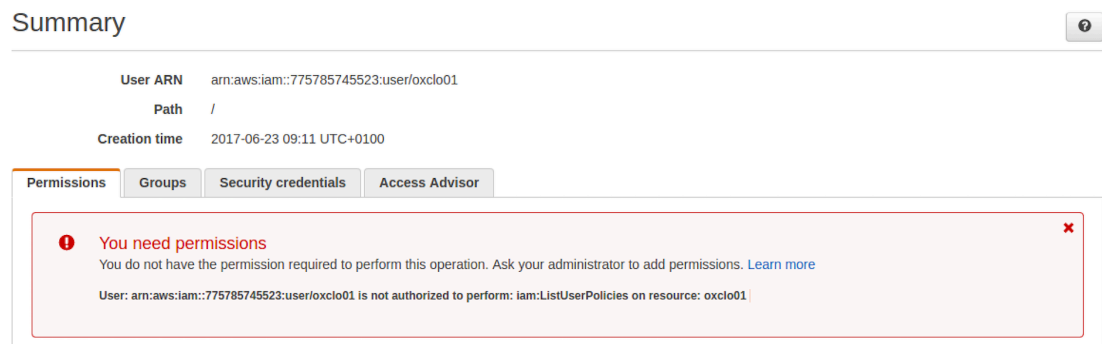 Summary
User ARN arn:aws:iam::775785745523:user/oxclo01
Path /
Creation time 2017-06-23 09:11 UTC+0100
Permissions Groups Security credentials Access Advisor
You need permissions
You do not have the permission required to perform this operation. Ask your administrator to add permissions. Learn more
User: arn:aws:iam::775785745523:user/oxclo01 is not authorized to perform: iam:ListUserPolicies on resource: oxclo01